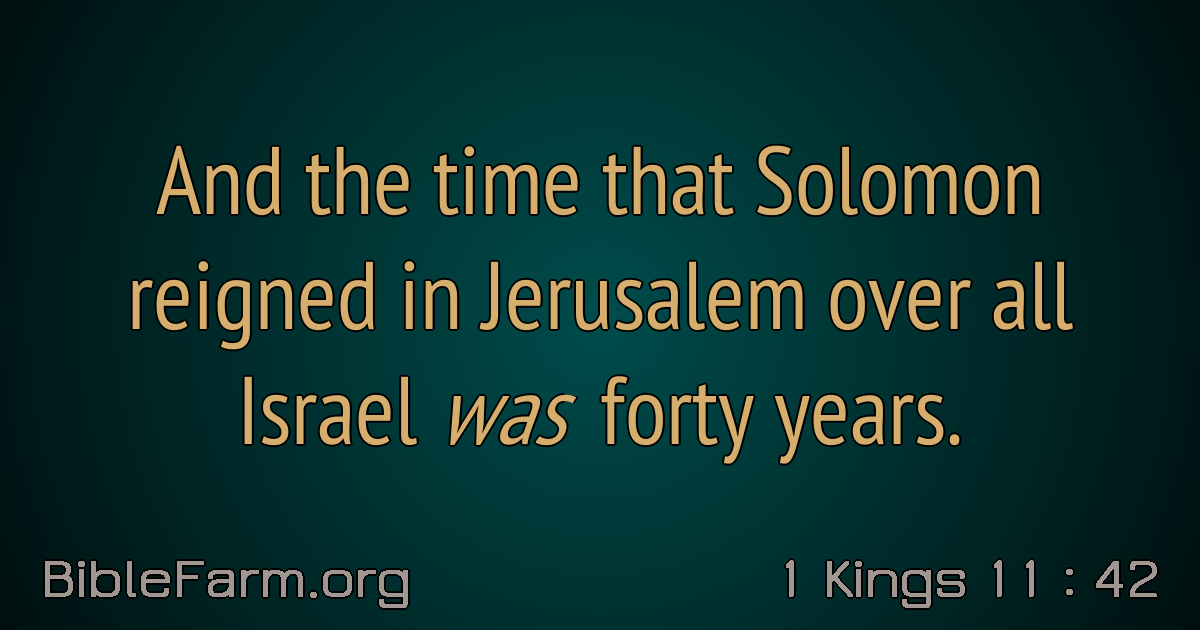 And the time that Solomon
reigned in Jerusalem over all
Israel was forty years.
BibleFarm.org
1 Kings 11 : 42